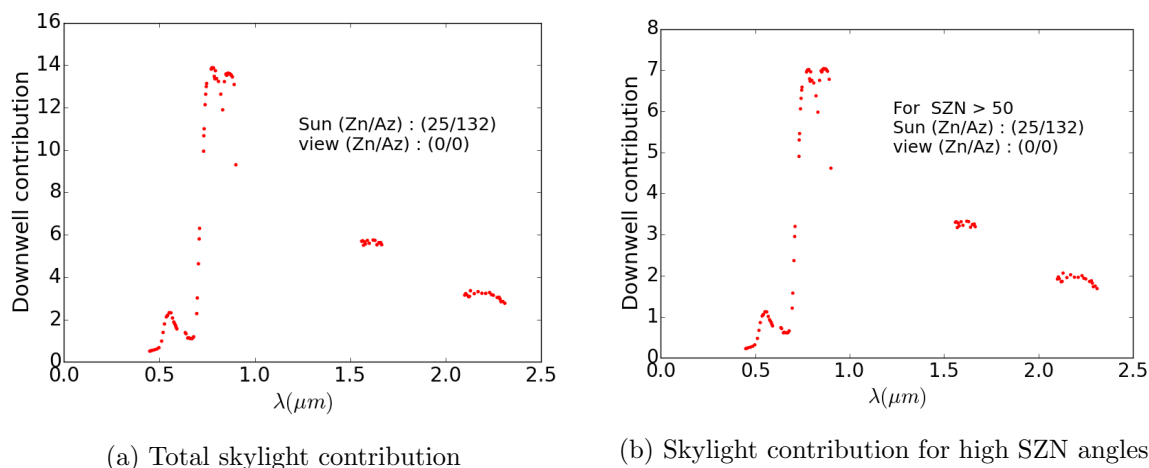 16
14
12
10
8
6
4
2
0
Downwell contribution
Sun (Zn/Az) : (25/132)
view (Zn/Az) : (0/0)
0.0 0.5 1.0 1.5 2.0 2.5
λ(μm)
(a) Total skylight contribution
8
7
6
5
4
3
2
1
0
Downwell contribution
For SZN > 50
Sun (Zn/Az) : (25/132)
view (Zn/Az) : (0/0)
0.0 0.5 1.0 1.5 2.0 2.5
λ(μm)
(b) Skylight contribution for high SZN angles